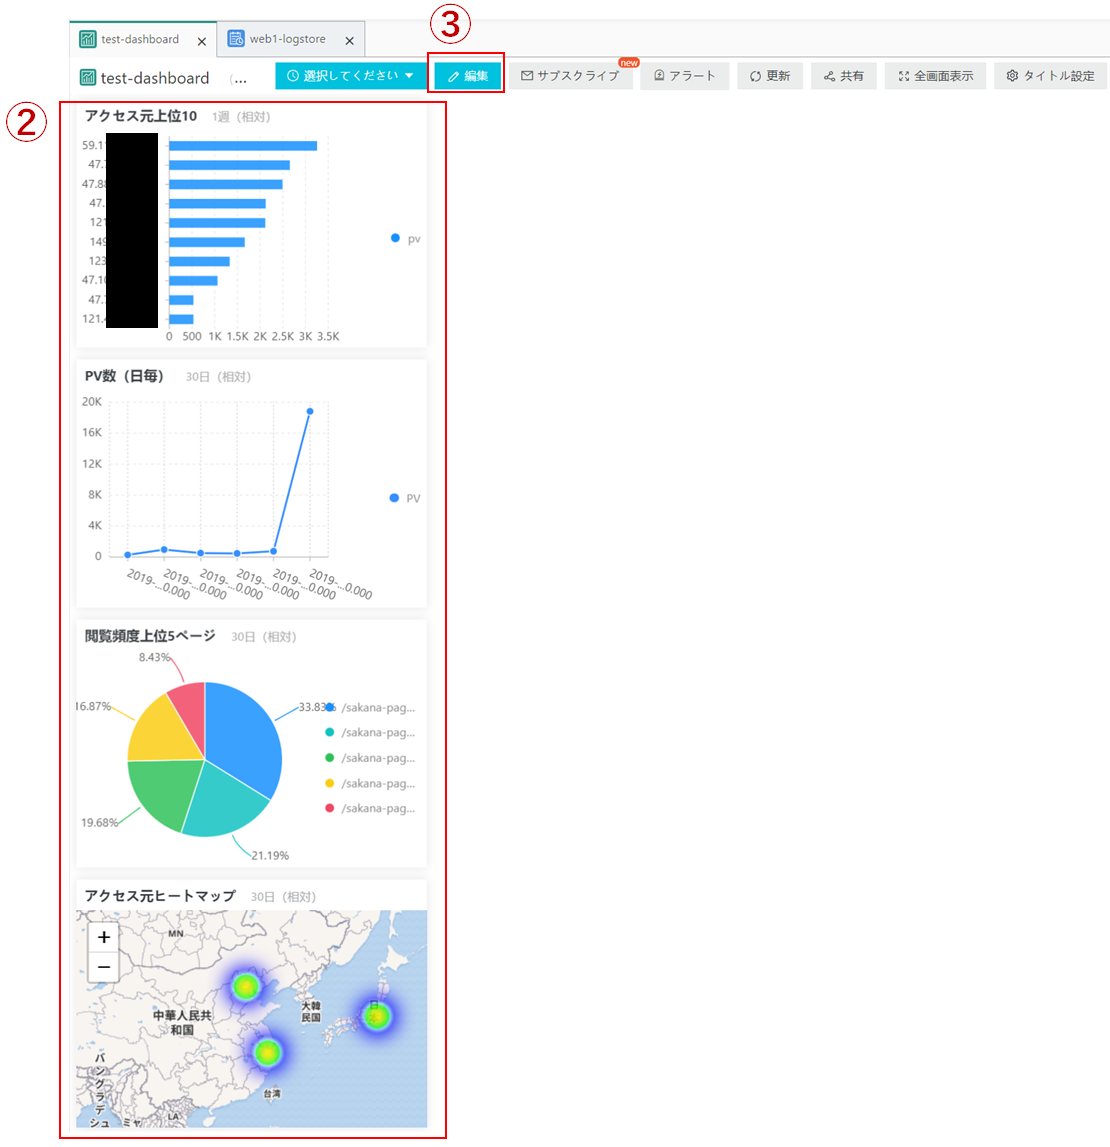 ③
test-dashboard ×
web1-logstore ×
test-dashboard (...
選択してください
編集
サブスクライブ
new
アラート
更新
共有
全画面表示
タイトル設定
②
アクセス元上位10 1週（相対）
59.1
47.
47.88
47.
121
149
123
47.10
47.
121.
pv
0 500 1K 1.5K 2K 2.5K 3K 3.5K
PV数（日毎） 30日（相対）
20K
16K
12K
8K
4K
0
PV
2019-...0.000
2019-...0.000
2019-...0.000
2019-...0.000
2019-...0.000
2019-...0.000
閲覧頻度上位5ページ 30日（相対）
8.43%
16.87%
33.83%
19.68%
21.19%
/sakana-pag...
/sakana-pag...
/sakana-pag...
/sakana-pag...
/sakana-pag...
アクセス元ヒートマップ 30日（相対）
+
−
MN
中華人民共
和国
大韓
民国
日
バングラデシュ
ミャ
LA
台湾